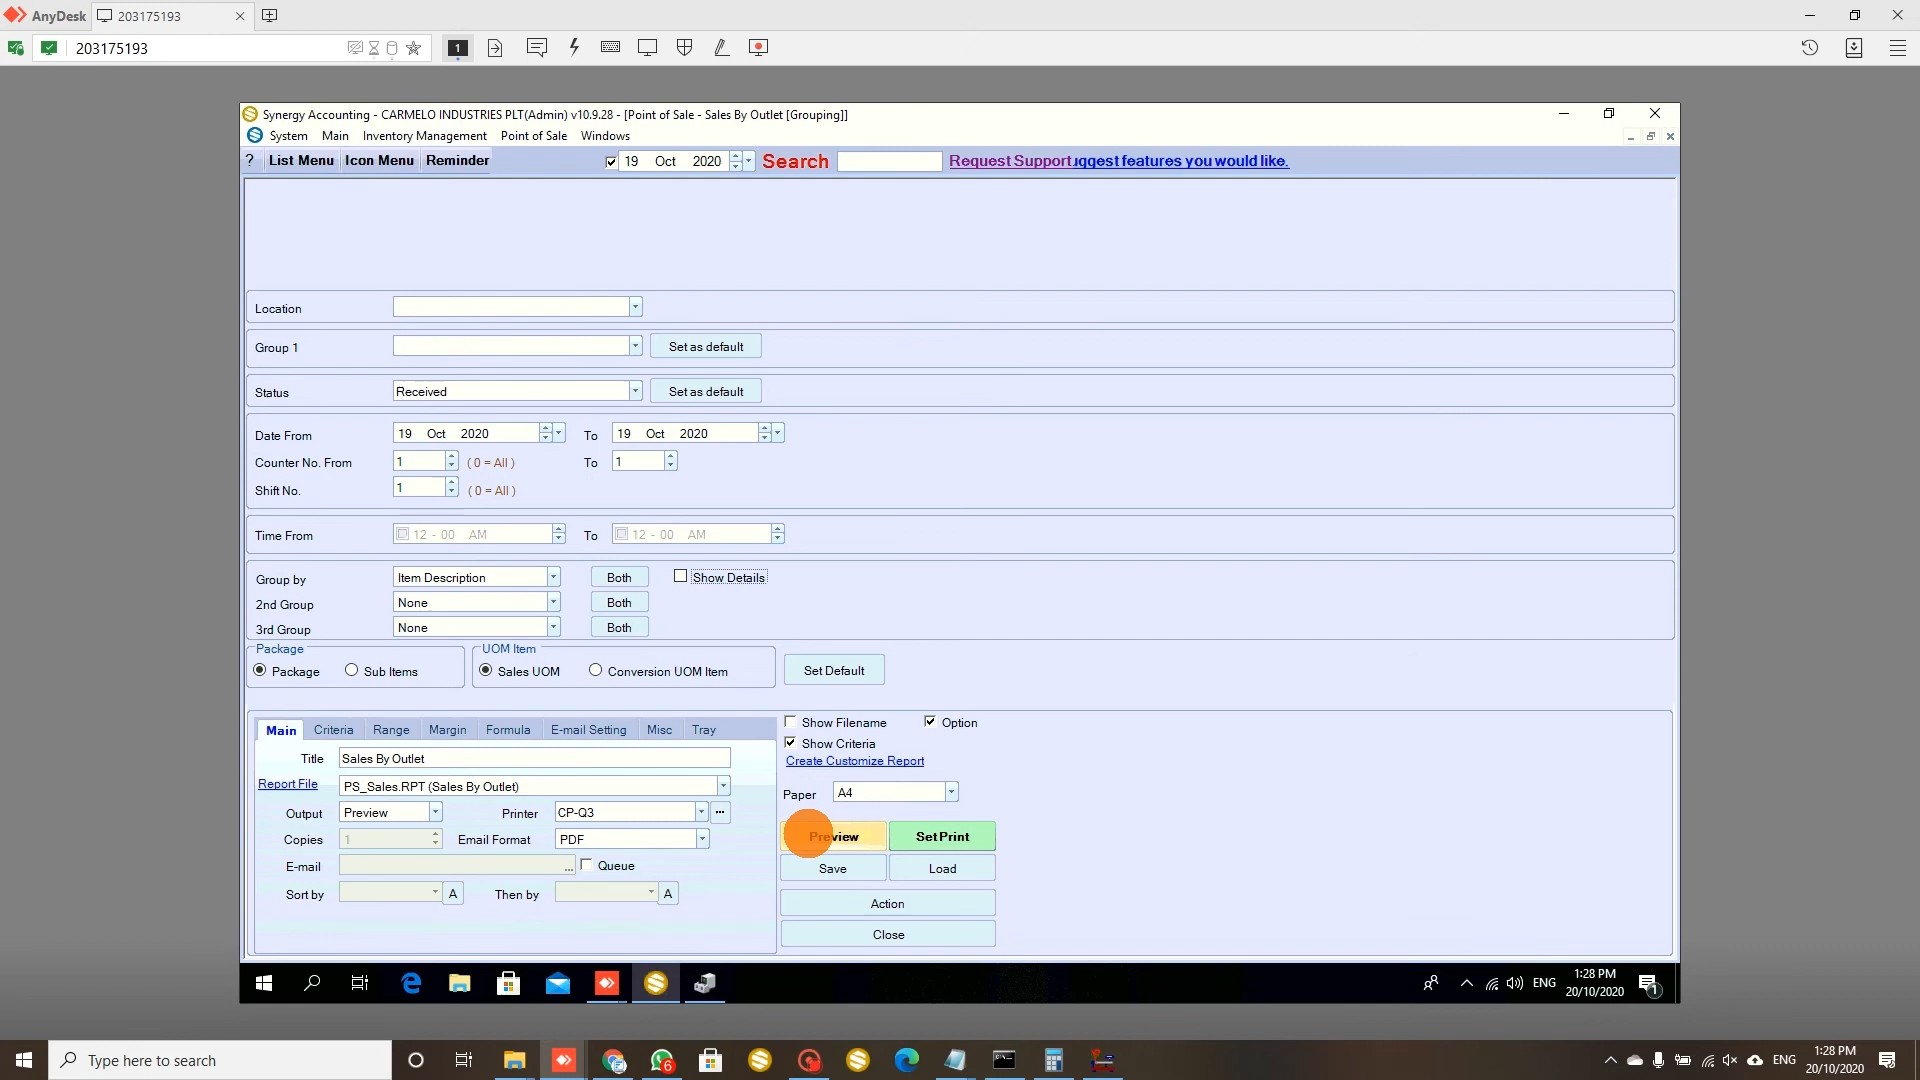 AnyDesk 203175193
203175193 1
Synergy Accounting - CARMELO INDUSTRIES PLT(Admin) v10.9.28 - [Point of Sale - Sales By Outlet [Grouping]]
System Main Inventory Management Point of Sale Windows
? List Menu Icon Menu Reminder 19 Oct 2020 Search Request Support uggest features you would like.
Location
Group 1 Set as default
Status Received Set as default
Date From 19 Oct 2020 To 19 Oct 2020
Counter No. From 1 ( 0 = All ) To 1
Shift No. 1 ( 0 = All )
Time From 12 - 00 AM To 12 - 00 AM
Group by Item Description Both Show Details
2nd Group None Both
3rd Group None Both
Package UOM Item
Package Sub Items Sales UOM Conversion UOM Item Set Default
Main Criteria Range Margin Formula E-mail Setting Misc Tray Show Filename Option
Show Criteria
Title Sales By Outlet Create Customize Report
Report File PS_Sales.RPT (Sales By Outlet) Paper A4
Output Preview Printer CP-Q3 ...
Copies 1 Email Format PDF Preview Set Print
E-mail ... Queue Save Load
Sort by A Then by A Action
Close
ENG 1:28 PM
20/10/2020 1
Type here to search 6 ENG 1:28 PM
20/10/2020